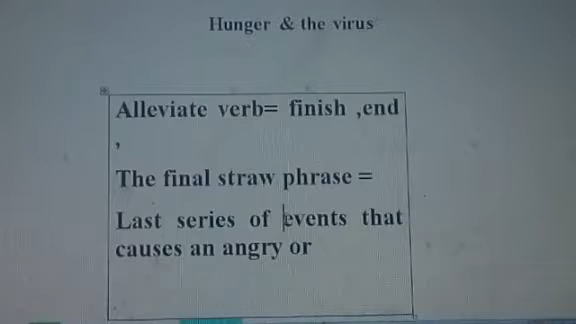 Hunger & the virus
Alleviate verb= finish ,end
,
The final straw phrase =
Last series of events that
causes an angry or